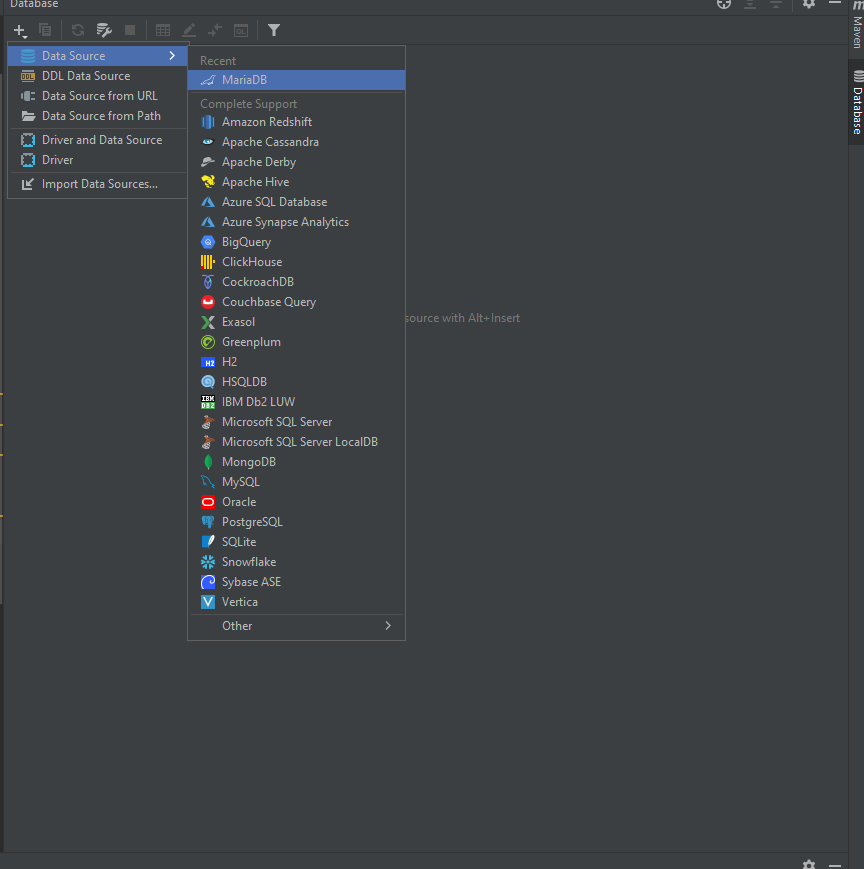 Database
Data Source
DDL Data Source
Data Source from URL
Data Source from Path
Driver and Data Source
Driver
Import Data Sources...
Recent
MariaDB
Complete Support
Amazon Redshift
Apache Cassandra
Apache Derby
Apache Hive
Azure SQL Database
Azure Synapse Analytics
BigQuery
ClickHouse
CockroachDB
Couchbase Query
Exasol
Greenplum
H2
HSQLDB
IBM Db2 LUW
Microsoft SQL Server
Microsoft SQL Server LocalDB
MongoDB
MySQL
Oracle
PostgreSQL
SQLite
Snowflake
Sybase ASE
Vertica
Other
source with Alt+Insert
Maven
Database